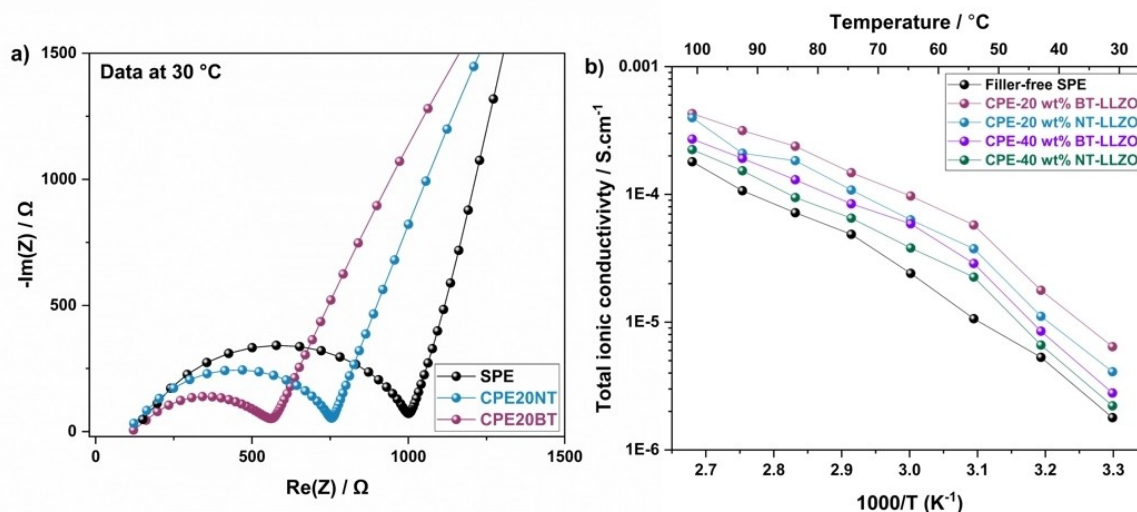 a)
Data at 30 °C
-Im(Z) / Ω
1500
1000
500
0
SPE
CPE20NT
CPE20BT
0
500
1000
1500
Re(Z) / Ω
b)
Temperature / °C
100
90
80
70
60
50
40
30
Total ionic conductivivty / S.cm-1
0.001
1E-4
1E-5
1E-6
Filler-free SPE
CPE-20 wt% BT-LLZO
CPE-20 wt% NT-LLZO
CPE-40 wt% BT-LLZO
CPE-40 wt% NT-LLZO
2.7
2.8
2.9
3.0
3.1
3.2
3.3
1000/T (K-1)